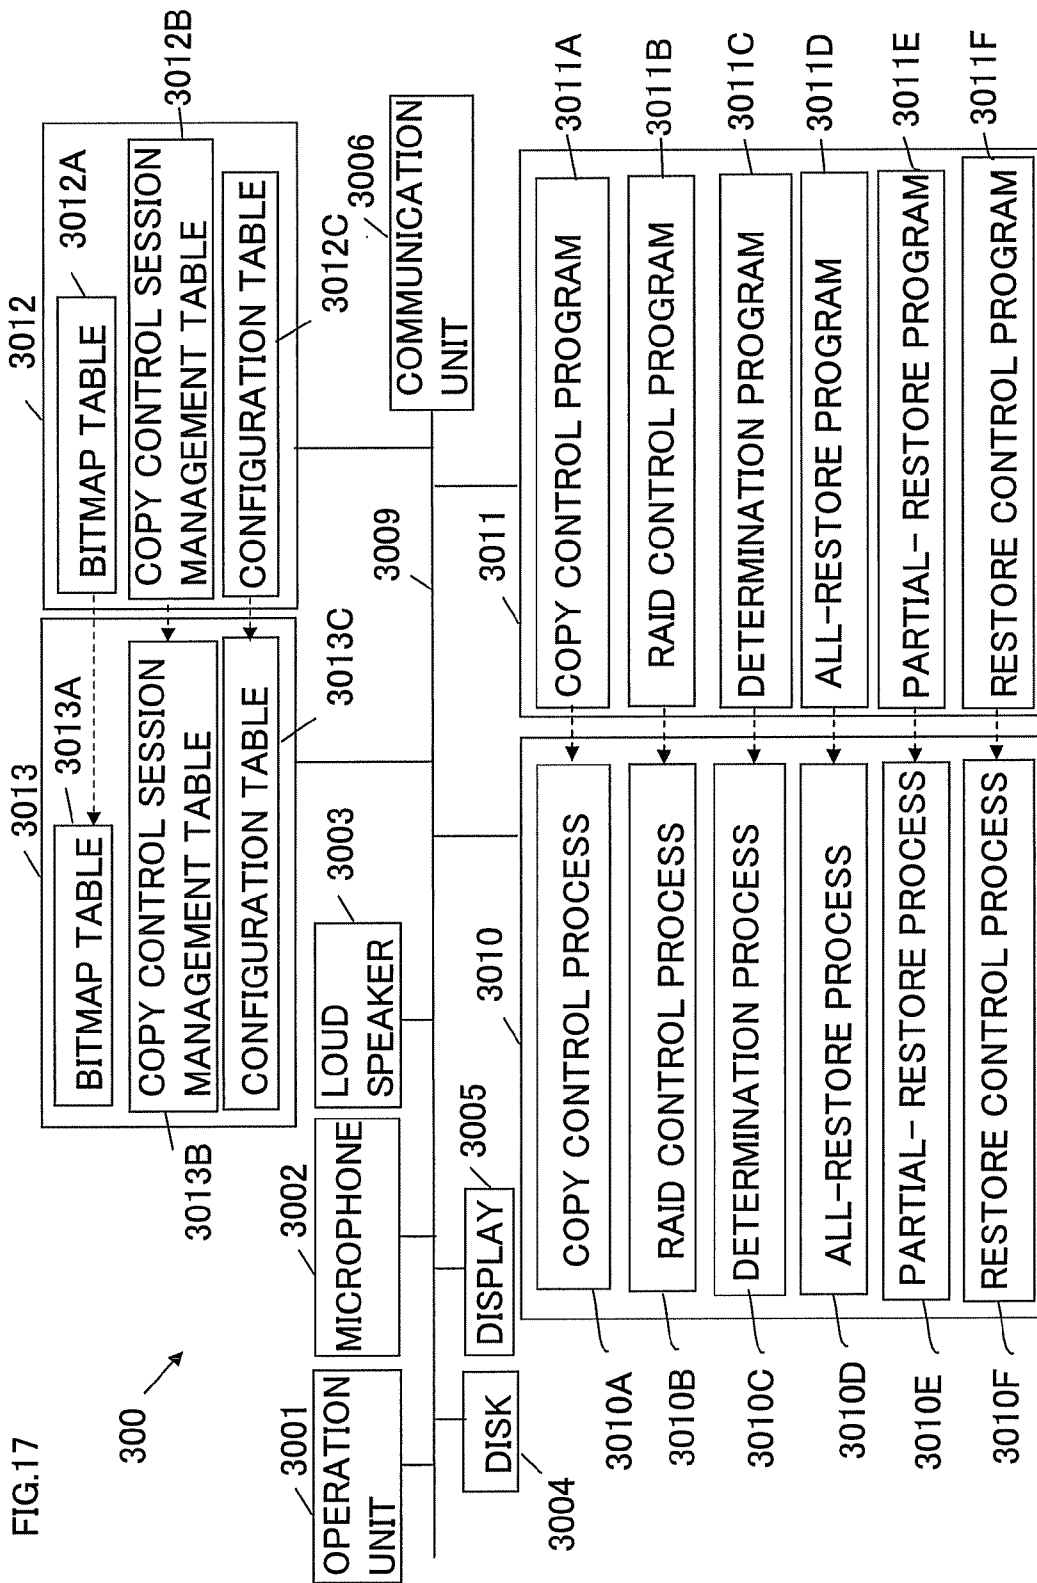 FIG.17
300
3013
3013A
BITMAP TABLE
COPY CONTROL SESSION
MANAGEMENT TABLE
CONFIGURATION TABLE
3013B
3013C
3012
3012A
BITMAP TABLE
COPY CONTROL SESSION
MANAGEMENT TABLE
CONFIGURATION TABLE
3012B
3012C
3001
OPERATION
UNIT
3002
MICROPHONE
3003
LOUD
SPEAKER
3009
3006
COMMUNICATION
UNIT
DISK
3004
DISPLAY
3005
3010
COPY CONTROL PROCESS
RAID CONTROL PROCESS
DETERMINATION PROCESS
ALL-RESTORE PROCESS
PARTIAL- RESTORE PROCESS
RESTORE CONTROL PROCESS
3010A
3010B
3010C
3010D
3010E
3010F
3011
COPY CONTROL PROGRAM
RAID CONTROL PROGRAM
DETERMINATION PROGRAM
ALL-RESTORE PROGRAM
PARTIAL- RESTORE PROGRAM
RESTORE CONTROL PROGRAM
3011A
3011B
3011C
3011D
3011E
3011F